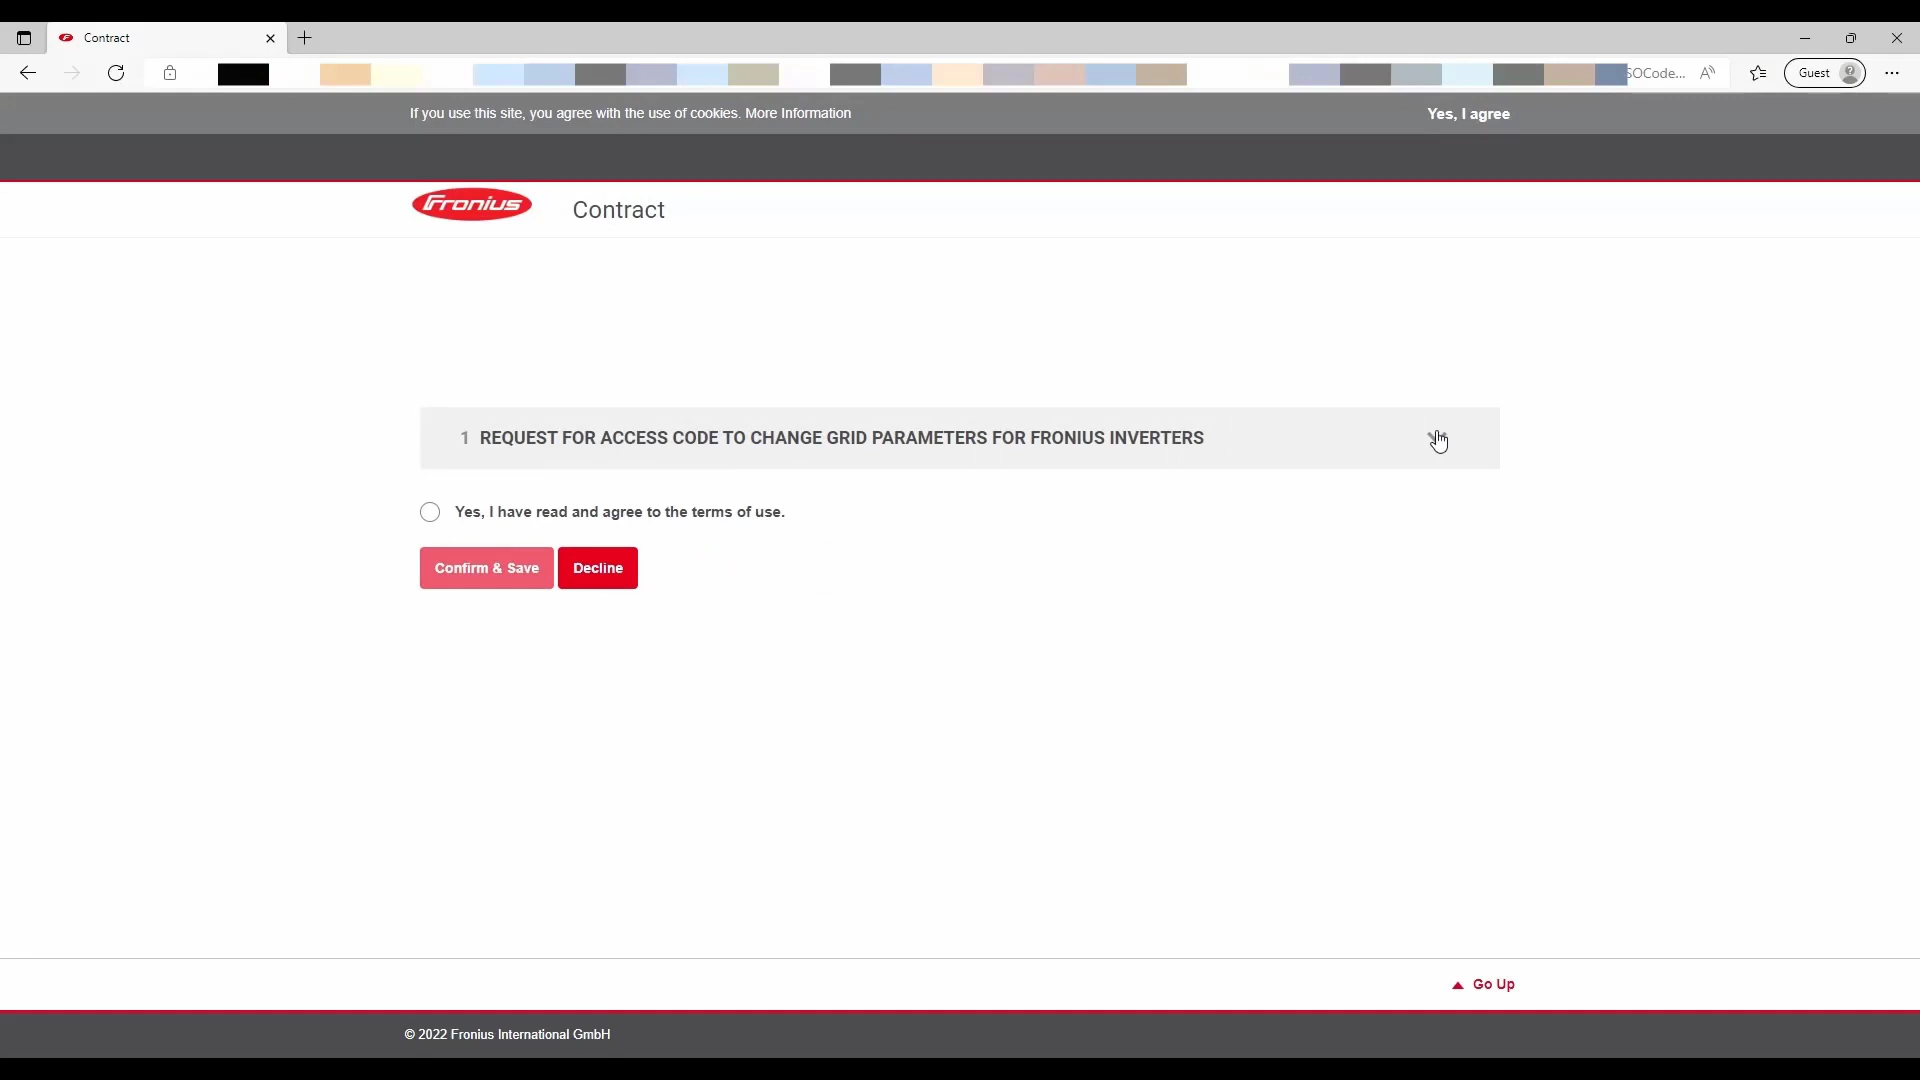 Contract
SOCode...
Guest
If you use this site, you agree with the use of cookies. More Information
Yes, I agree
Fronius
Contract
1 REQUEST FOR ACCESS CODE TO CHANGE GRID PARAMETERS FOR FRONIUS INVERTERS
Yes, I have read and agree to the terms of use.
Confirm & Save
Decline
Go Up
© 2022 Fronius International GmbH